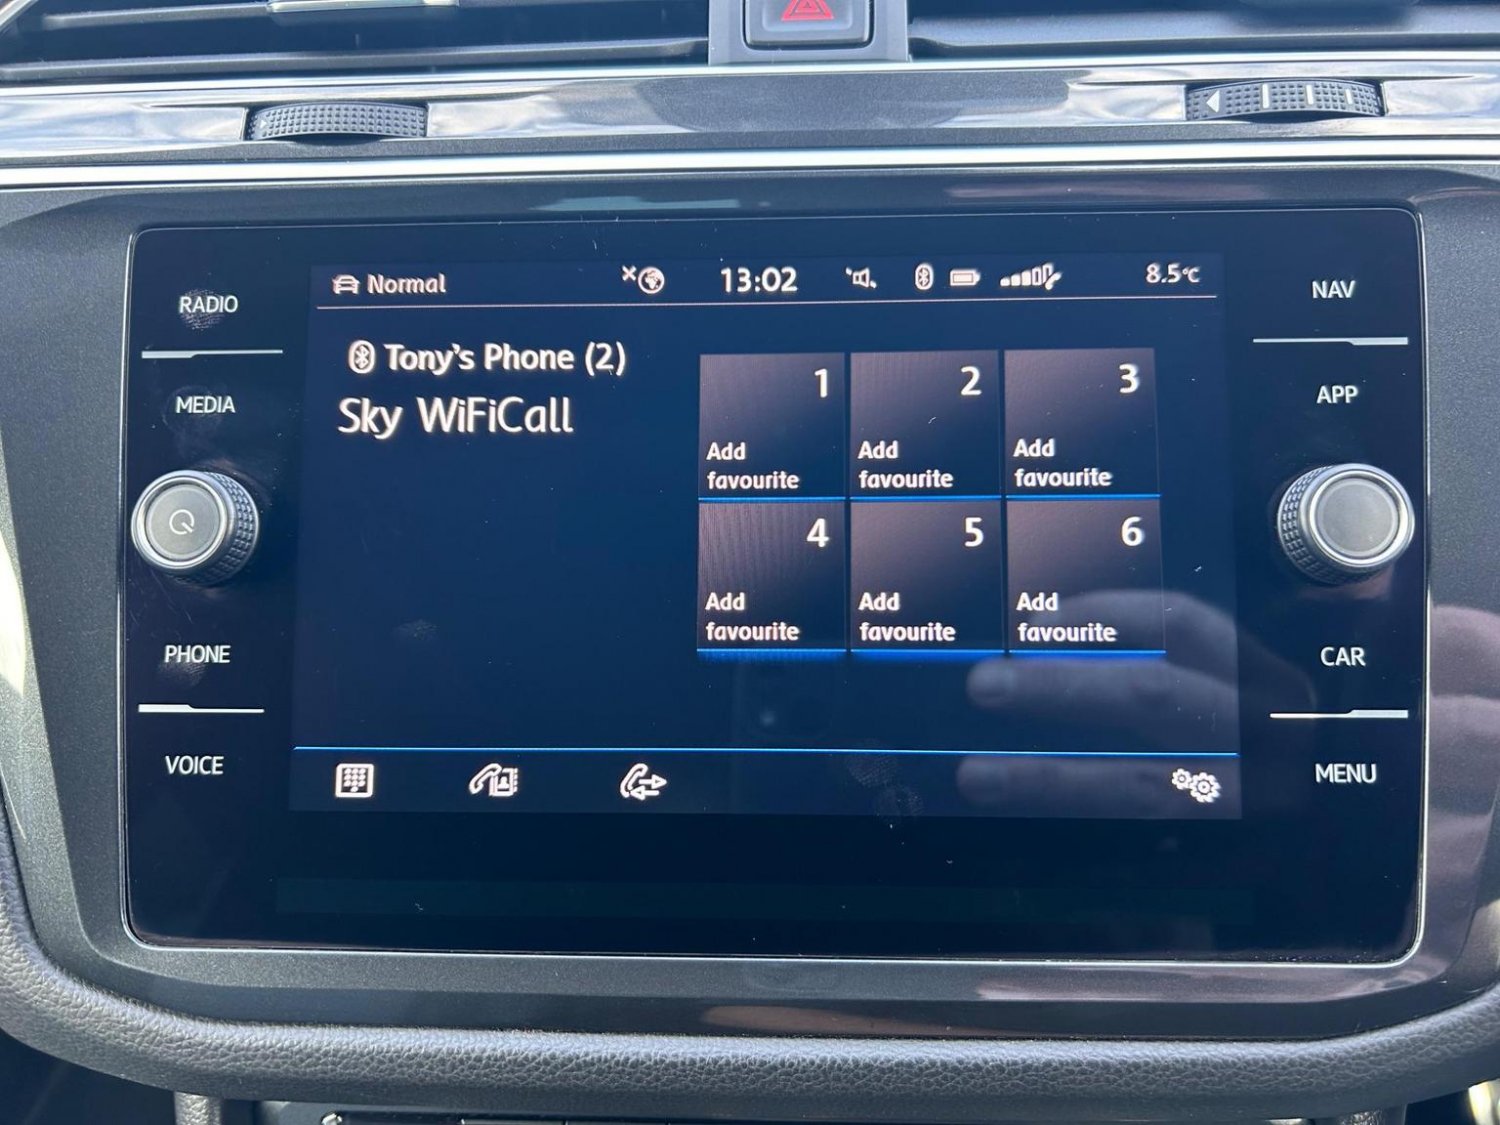 Normal
13:02
8.5°C
Tony's Phone (2)
Sky WiFiCall
1
Add
favourite
2
Add
favourite
3
Add
favourite
4
Add
favourite
5
Add
favourite
6
Add
favourite
RADIO
MEDIA
PHONE
VOICE
NAV
APP
CAR
MENU